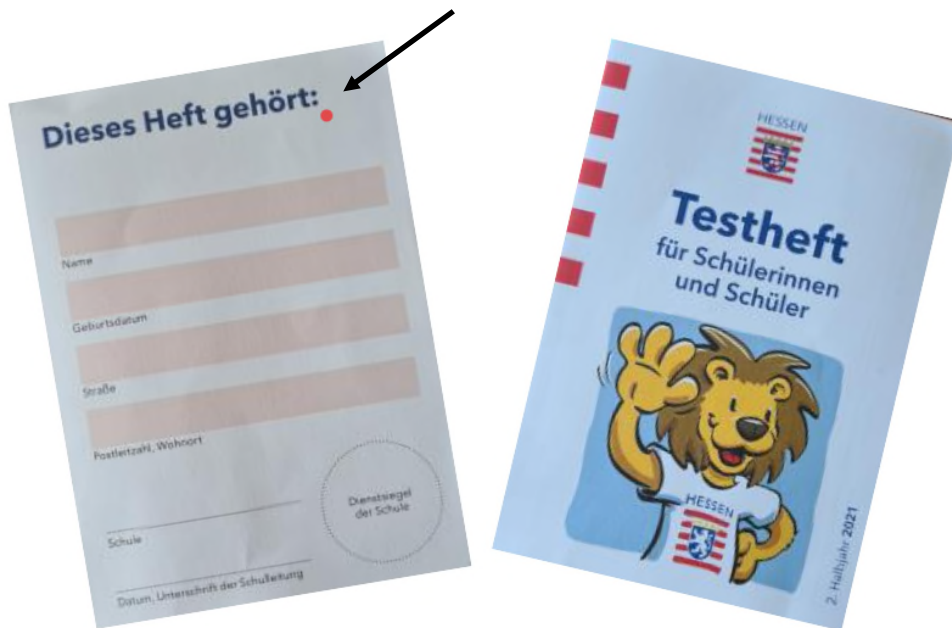 Dieses Heft gehört:
Name
Geburtsdatum
Straße
Postleitzahl, Wohnort
Dienstsiegel
der Schule
Schule
Datum, Unterschrift der Schulleitung
HESSEN
Testheft
für Schülerinnen
und Schüler
HESSEN
2. Halbjahr 2021